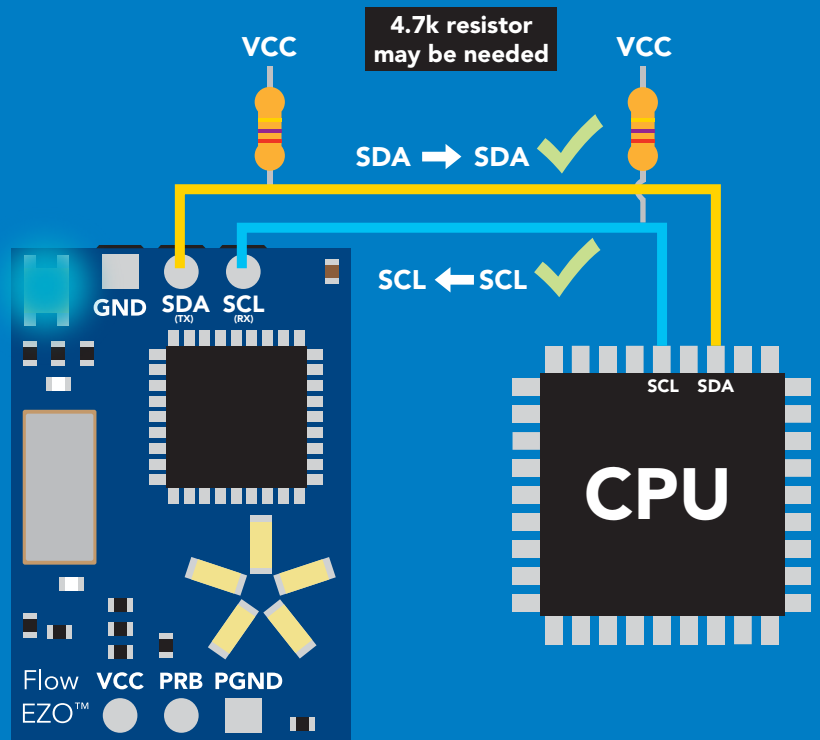 4.7k resistor
may be needed
VCC
VCC
SDA → SDA
SCL ← SCL
GND
SDA
(TX)
SCL
(RX)
SCL
SDA
CPU
Flow
EZO™
VCC
PRB
PGND